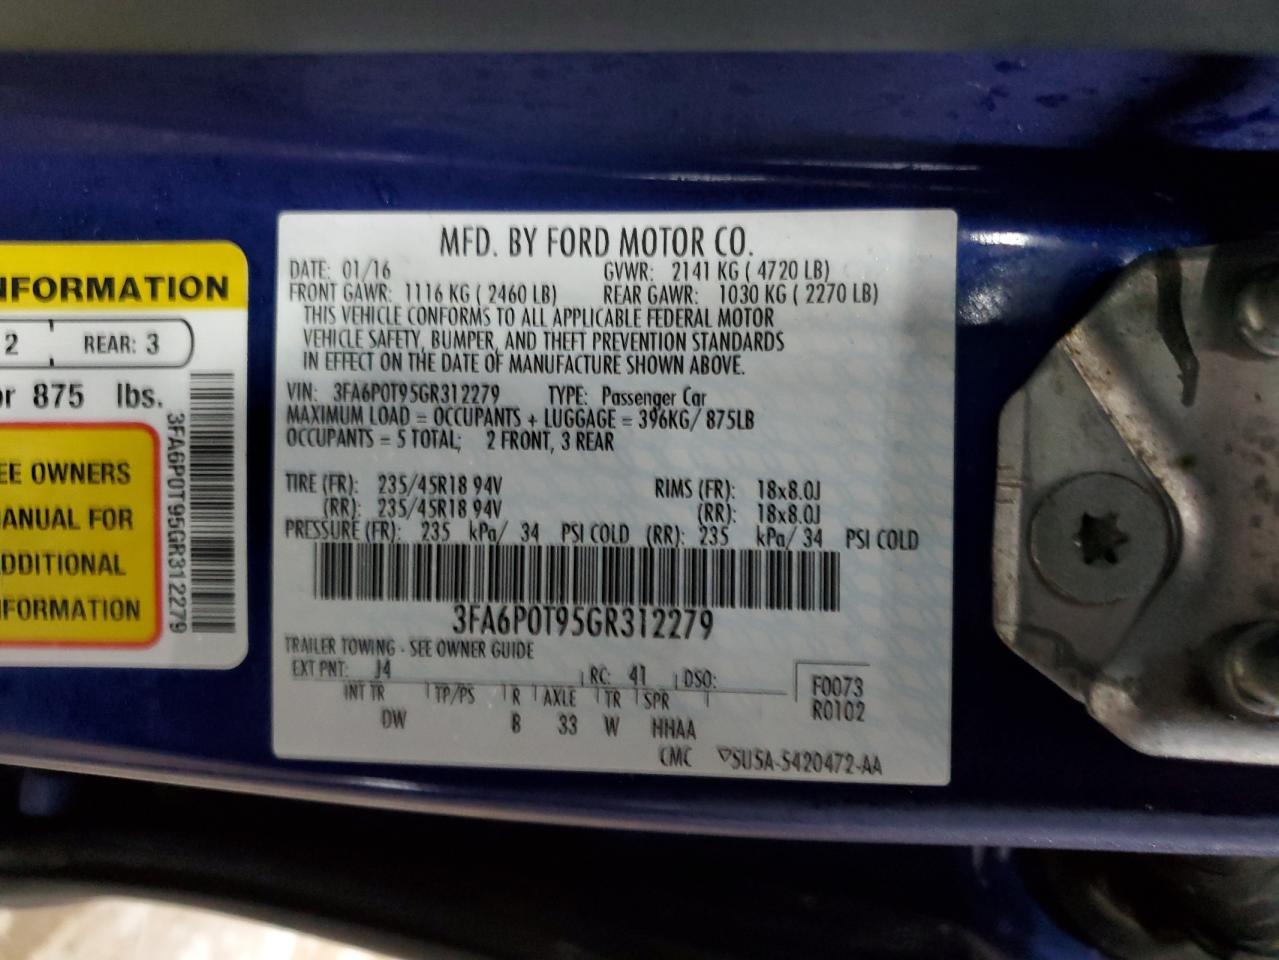 NFORMATION
2 REAR: 3
or 875 lbs.
EE OWNERS
ANUAL FOR
DDITIONAL
NFORMATION
3FA6P0T95GR312279
MFD. BY FORD MOTOR CO.
DATE: 01/16 GVWR: 2141 KG ( 4720 LB)
FRONT GAWR: 1116 KG ( 2460 LB) REAR GAWR: 1030 KG ( 2270 LB)
THIS VEHICLE CONFORMS TO ALL APPLICABLE FEDERAL MOTOR
VEHICLE SAFETY, BUMPER, AND THEFT PREVENTION STANDARDS
IN EFFECT ON THE DATE OF MANUFACTURE SHOWN ABOVE.
VIN: 3FA6P0T95GR312279 TYPE: Passenger Car
MAXIMUM LOAD = OCCUPANTS + LUGGAGE = 396KG/ 875LB
OCCUPANTS = 5 TOTAL; 2 FRONT, 3 REAR
TIRE (FR): 235/45R18 94V RIMS (FR): 18x8.0J
(RR): 235/45R18 94V (RR): 18x8.0J
PRESSURE (FR): 235 kPa/ 34 PSI COLD (RR): 235 kPa/ 34 PSI COLD
3FA6P0T95GR312279
TRAILER TOWING - SEE OWNER GUIDE
EXT PNT: J4 RC: 41 DSO:
INT TR TP/PS R AXLE TR SPR
DW B 33 W HHAA
F0073
R0102
CMC ▽5U5A-5420472-AA